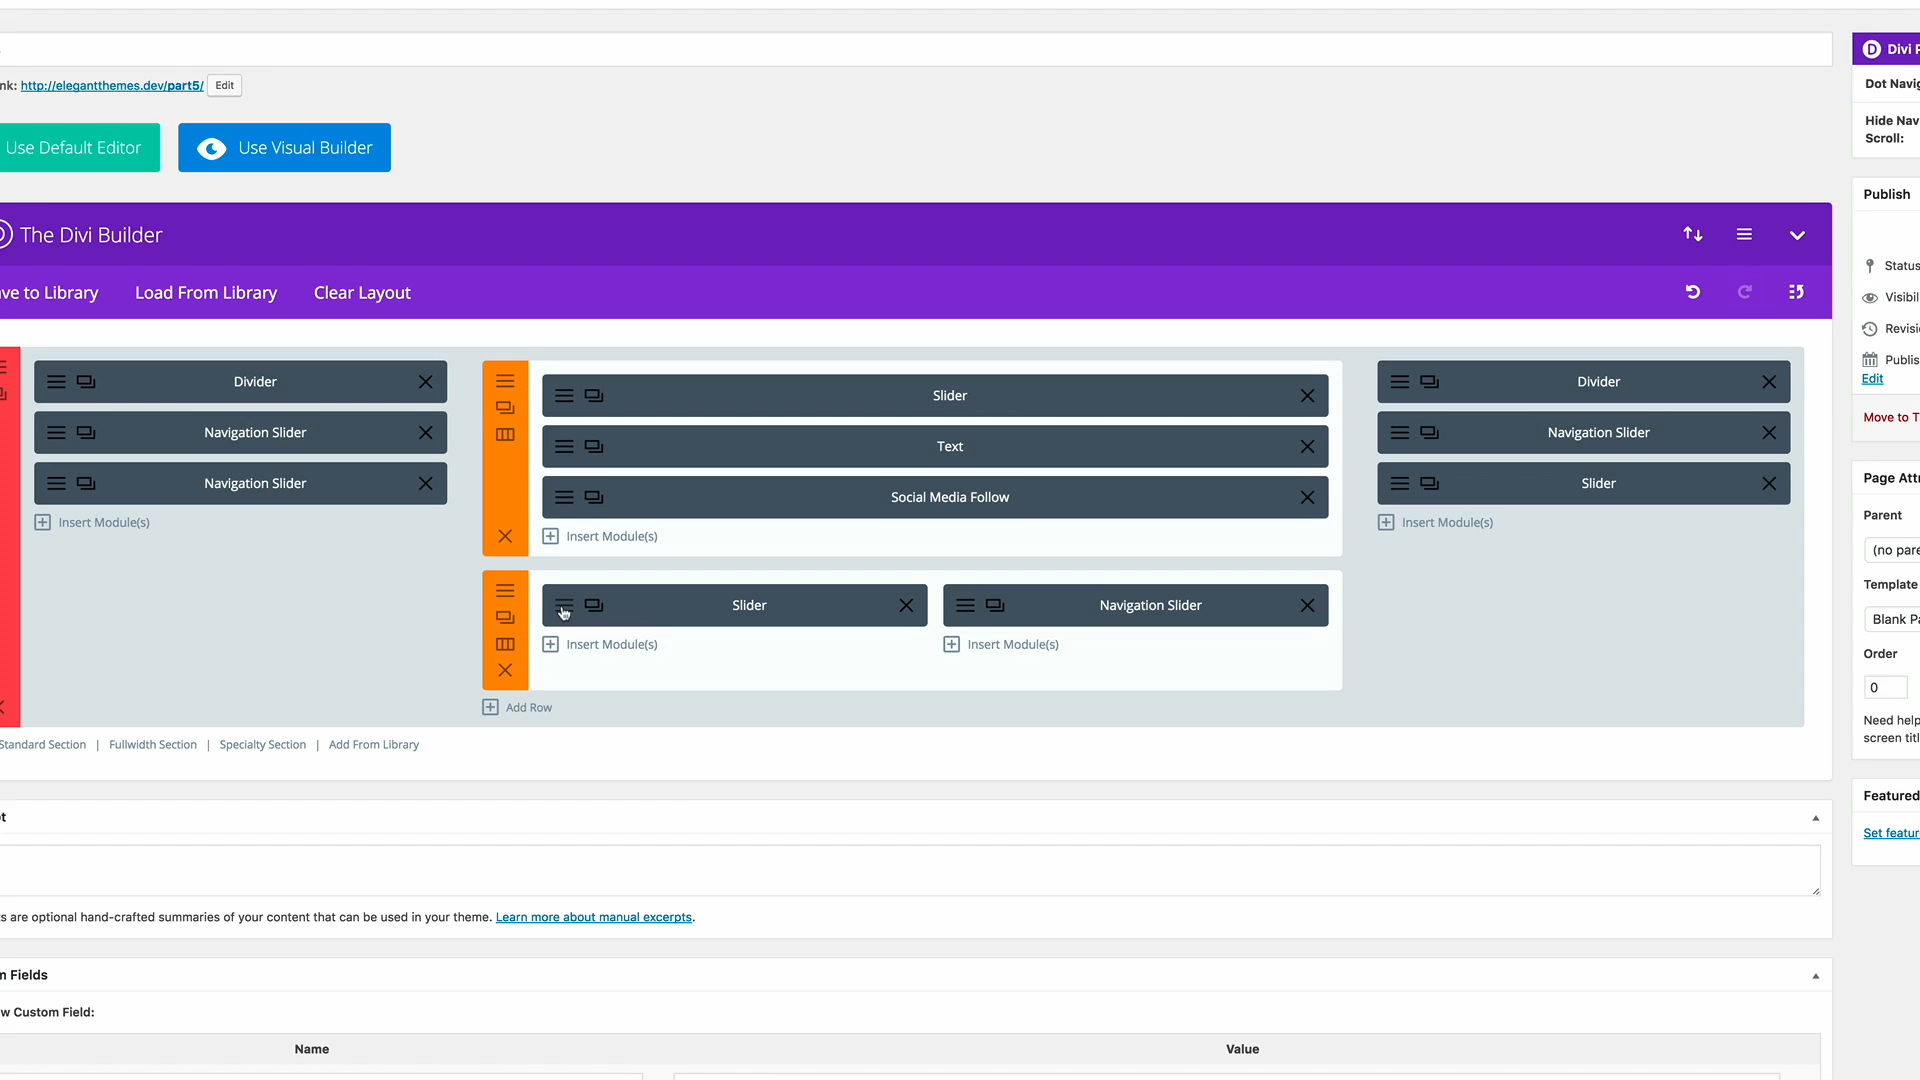 nk: http://elegantthemes.dev/part5/ Edit
Use Default Editor
Use Visual Builder
The Divi Builder
ve to Library
Load From Library
Clear Layout
Divider
Navigation Slider
Navigation Slider
Insert Module(s)
Slider
Text
Social Media Follow
Insert Module(s)
Slider
Insert Module(s)
Navigation Slider
Insert Module(s)
Add Row
Divider
Navigation Slider
Slider
Insert Module(s)
Standard Section | Fullwidth Section | Specialty Section | Add From Library
t
s are optional hand-crafted summaries of your content that can be used in your theme. Learn more about manual excerpts.
m Fields
w Custom Field:
Name
Value
Divi P
Dot Navig
Hide Nav
Scroll:
Publish
Status
Visibil
Revisi
Publis
Edit
Move to T
Page Attr
Parent
(no pare
Template
Blank Pa
Order
0
Need help
screen titl
Featured
Set featur